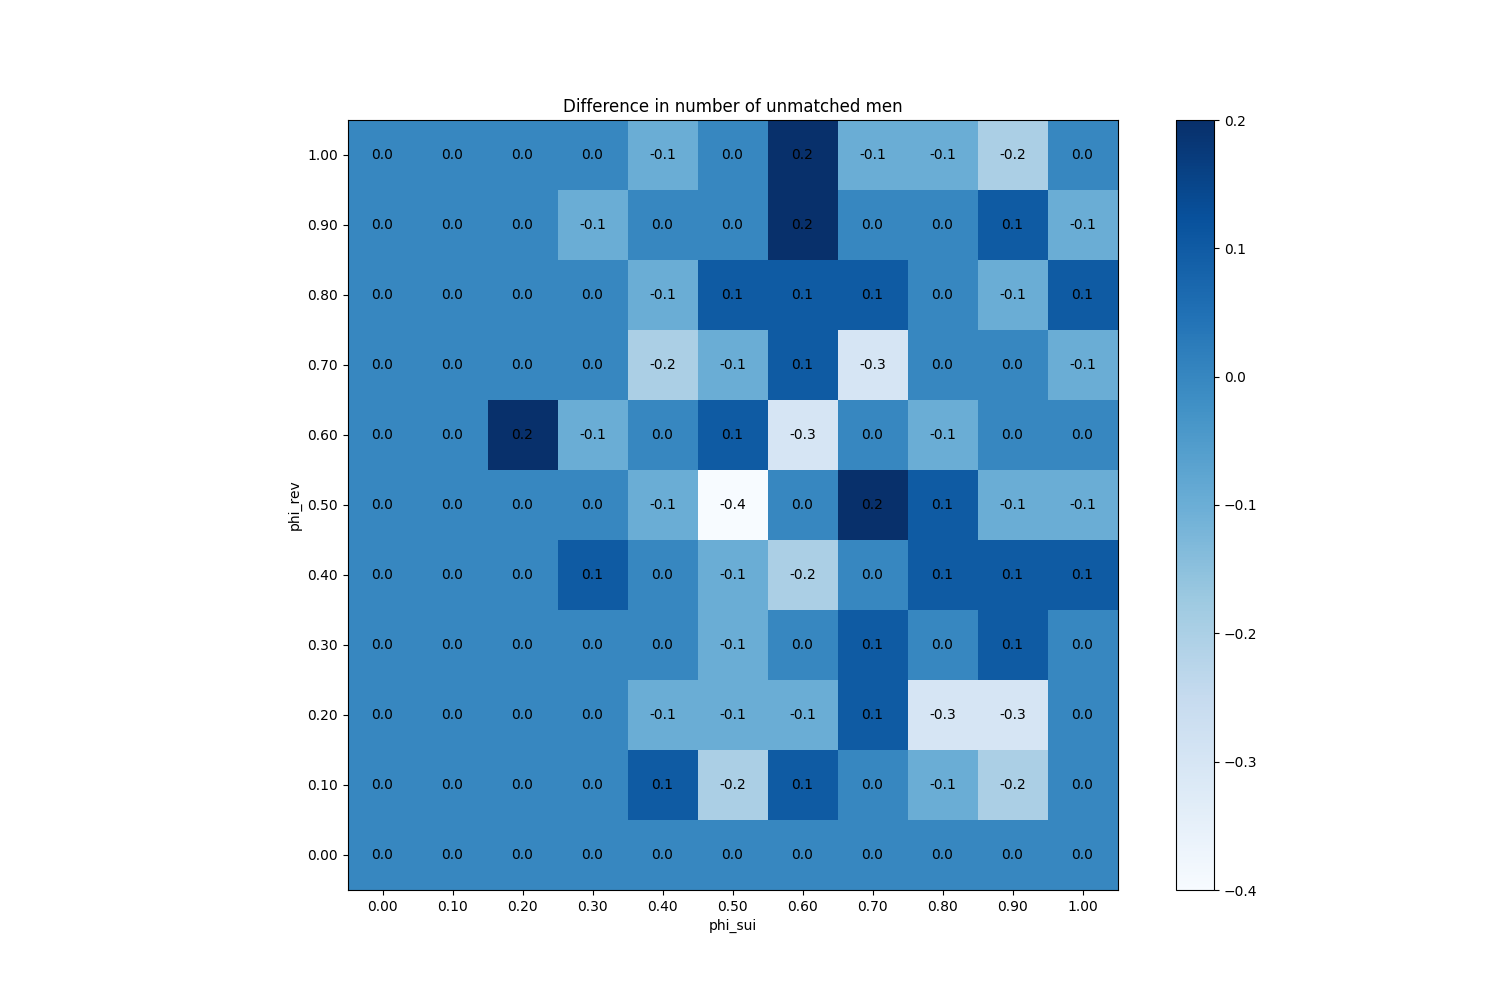 Difference in number of unmatched men
1.00 0.0 0.0 0.0 0.0 -0.1 0.0 0.2 -0.1 -0.1 -0.2 0.0 0.2
0.90 0.0 0.0 0.0 -0.1 0.0 0.0 0.2 0.0 0.0 0.1 -0.1
0.1
0.80 0.0 0.0 0.0 0.0 -0.1 0.1 0.1 0.1 0.0 -0.1 0.1
0.70 0.0 0.0 0.0 0.0 -0.2 -0.1 0.1 -0.3 0.0 0.0 -0.1
0.0
0.60 0.0 0.0 0.2 -0.1 0.0 0.1 -0.3 0.0 -0.1 0.0 0.0
phi_rev
0.50 0.0 0.0 0.0 0.0 -0.1 -0.4 0.0 0.2 0.1 -0.1 -0.1
−0.1
0.40 0.0 0.0 0.0 0.1 0.0 -0.1 -0.2 0.0 0.1 0.1 0.1
0.30 0.0 0.0 0.0 0.0 0.0 -0.1 0.0 0.1 0.0 0.1 0.0
−0.2
0.20 0.0 0.0 0.0 0.0 -0.1 -0.1 -0.1 0.1 -0.3 -0.3 0.0
−0.3
0.10 0.0 0.0 0.0 0.0 0.1 -0.2 0.1 0.0 -0.1 -0.2 0.0
0.00 0.0 0.0 0.0 0.0 0.0 0.0 0.0 0.0 0.0 0.0 0.0
−0.4
0.00 0.10 0.20 0.30 0.40 0.50 0.60 0.70 0.80 0.90 1.00
phi_sui